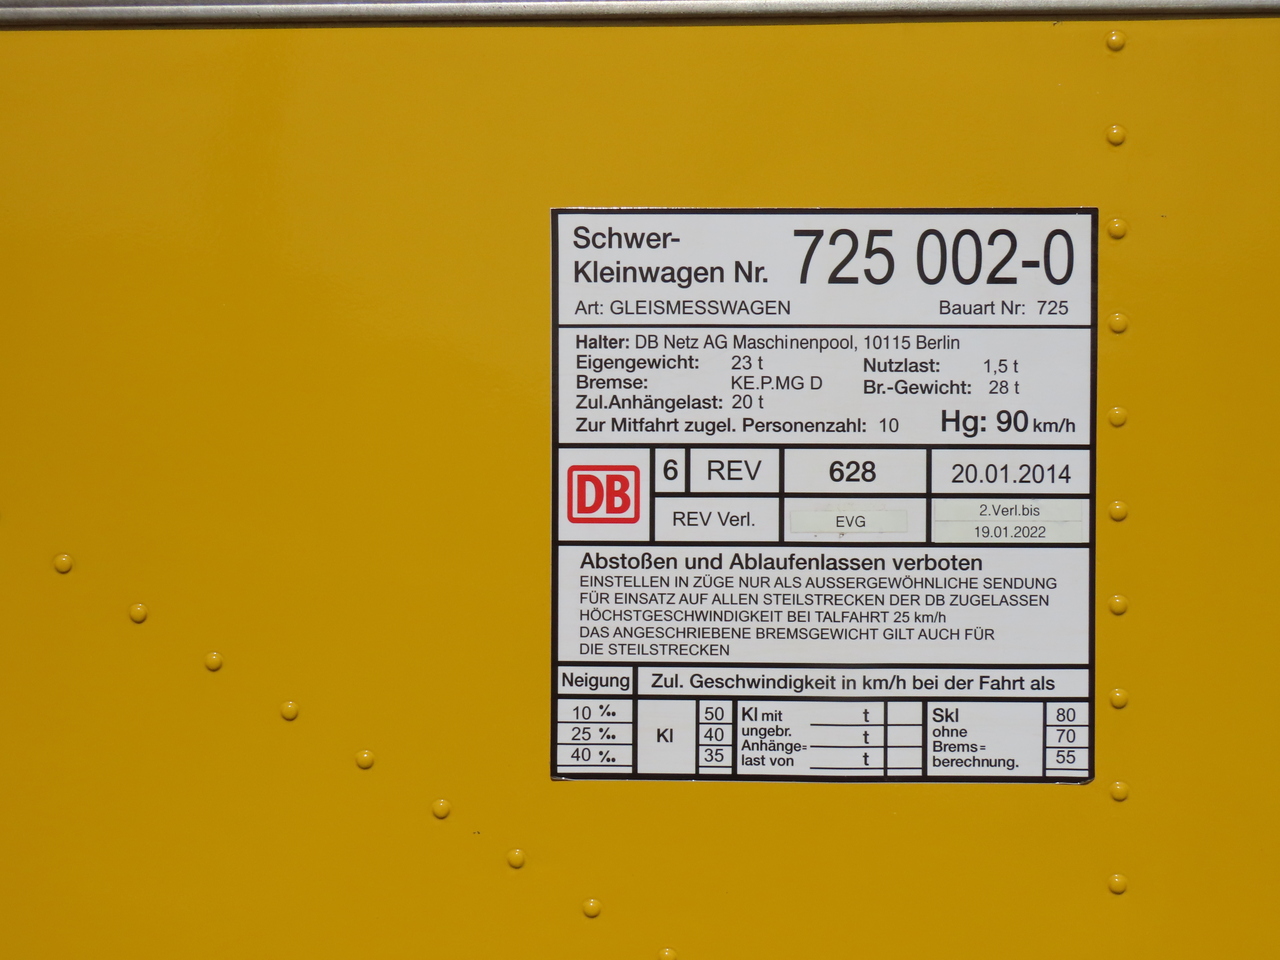 Schwer-
Kleinwagen Nr. 725 002-0
Art: GLEISMESSWAGEN Bauart Nr: 725
Halter: DB Netz AG Maschinenpool, 10115 Berlin
Eigengewicht: 23 t Nutzlast: 1,5 t
Bremse: KE.P.MG D Br.-Gewicht: 28 t
Zul.Anhängelast: 20 t
Zur Mitfahrt zugel. Personenzahl: 10 Hg: 90 km/h
DB 6 REV 628 20.01.2014
REV Verl. EVG 2.Verl.bis
19.01.2022
Abstoßen und Ablaufenlassen verboten
EINSTELLEN IN ZÜGE NUR ALS AUSSERGEWÖHNLICHE SENDUNG
FÜR EINSATZ AUF ALLEN STEILSTRECKEN DER DB ZUGELASSEN
HÖCHSTGESCHWINDIGKEIT BEI TALFAHRT 25 km/h
DAS ANGESCHRIEBENE BREMSGEWICHT GILT AUCH FÜR
DIE STEILSTRECKEN
Neigung Zul. Geschwindigkeit in km/h bei der Fahrt als
10 ‰ 50 Kl mit t Skl 80
25 ‰ Kl 40 ungebr. t ohne 70
Anhänge= Brems=
40 ‰ 35 last von t berechnung. 55